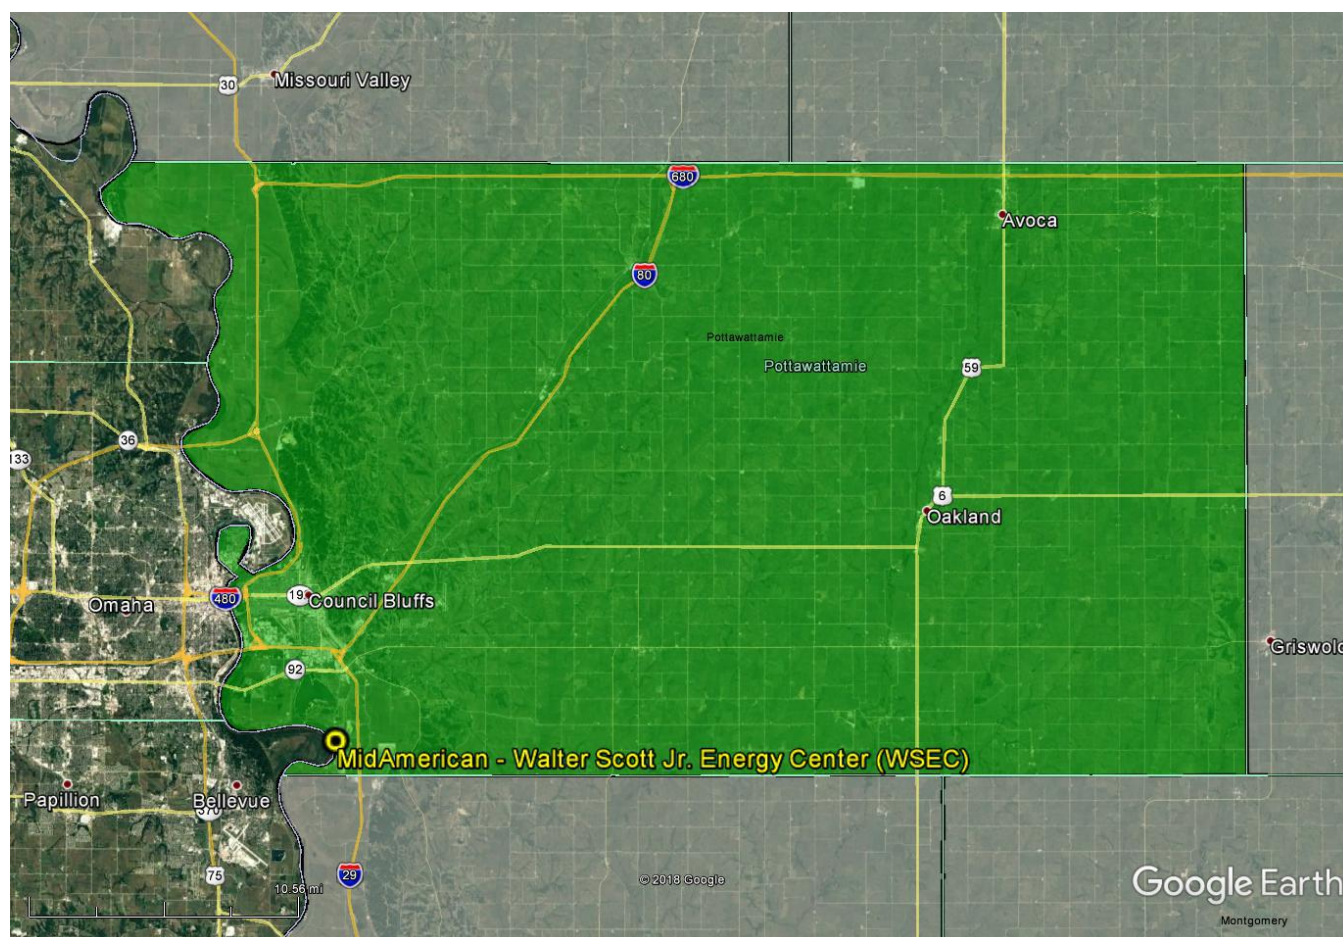 30
Missouri Valley
680
Avoca
80
Pottawattamie
Pottawattamie
59
36
133
6
Oakland
480
Omaha
19
Council Bluffs
Griswold
92
MidAmerican - Walter Scott Jr. Energy Center (WSEC)
Papillion
Bellevue
370
75
10.56 mi
29
© 2018 Google
Google Earth
Montgomery